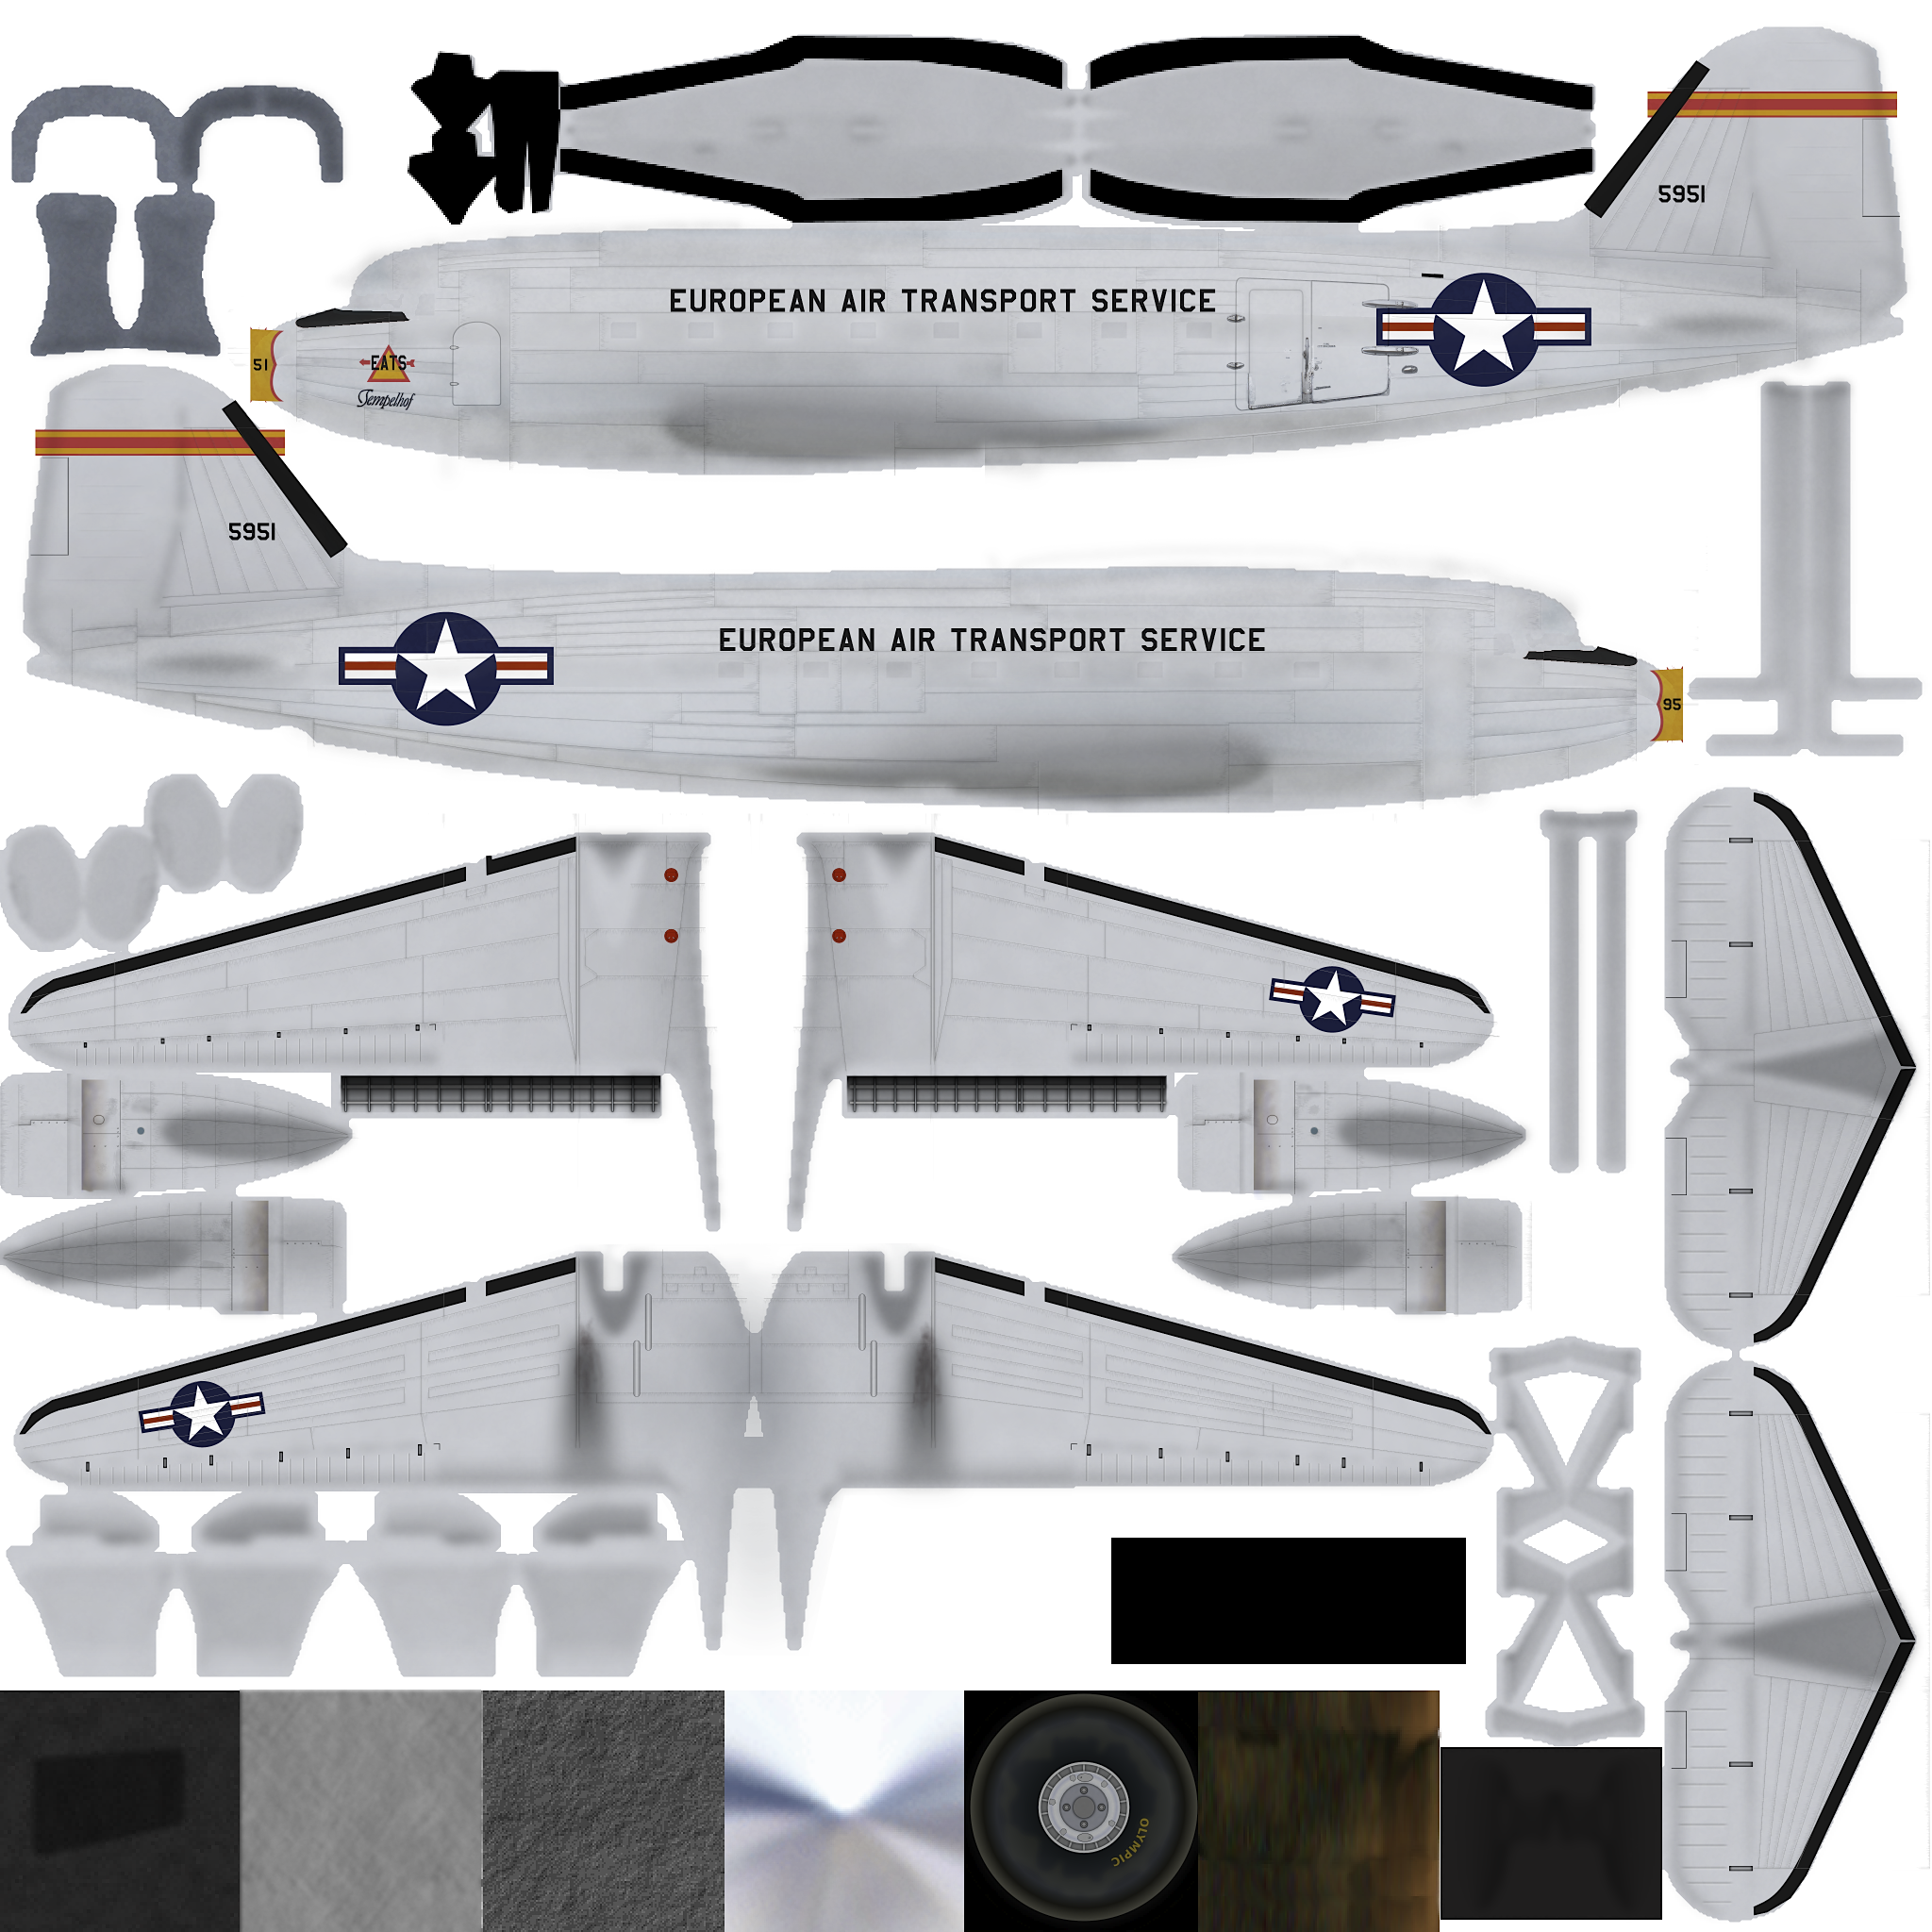 5951
EUROPEAN AIR TRANSPORT SERVICE
51
EATS
Tempelhof
5951
EUROPEAN AIR TRANSPORT SERVICE
95
OLYMPIC